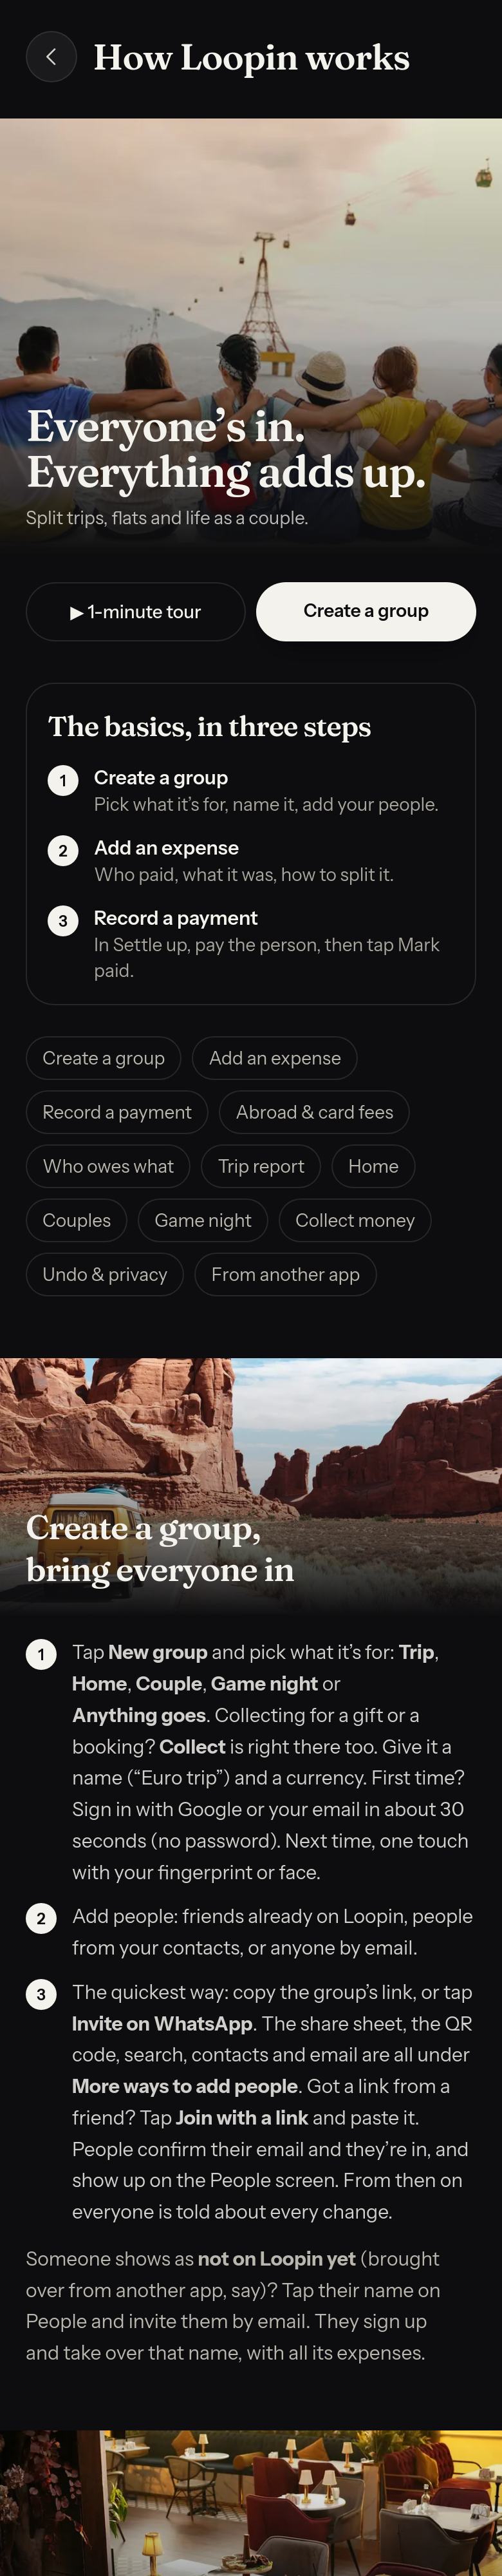 How Loopin works
Everyone’s in.
Everything adds up.
Split trips, flats and life as a couple.
▶ 1-minute tour
Create a group
The basics, in three steps
1 Create a group
Pick what it’s for, name it, add your people.
2 Add an expense
Who paid, what it was, how to split it.
3 Record a payment
In Settle up, pay the person, then tap Mark
paid.
Create a group
Add an expense
Record a payment
Abroad & card fees
Who owes what
Trip report
Home
Couples
Game night
Collect money
Undo & privacy
From another app
Create a group,
bring everyone in
1 Tap New group and pick what it’s for: Trip,
Home, Couple, Game night or
Anything goes. Collecting for a gift or a
booking? Collect is right there too. Give it a
name (“Euro trip”) and a currency. First time?
Sign in with Google or your email in about 30
seconds (no password). Next time, one touch
with your fingerprint or face.
2 Add people: friends already on Loopin, people
from your contacts, or anyone by email.
3 The quickest way: copy the group’s link, or tap
Invite on WhatsApp. The share sheet, the QR
code, search, contacts and email are all under
More ways to add people. Got a link from a
friend? Tap Join with a link and paste it.
People confirm their email and they’re in, and
show up on the People screen. From then on
everyone is told about every change.
Someone shows as not on Loopin yet (brought
over from another app, say)? Tap their name on
People and invite them by email. They sign up
and take over that name, with all its expenses.